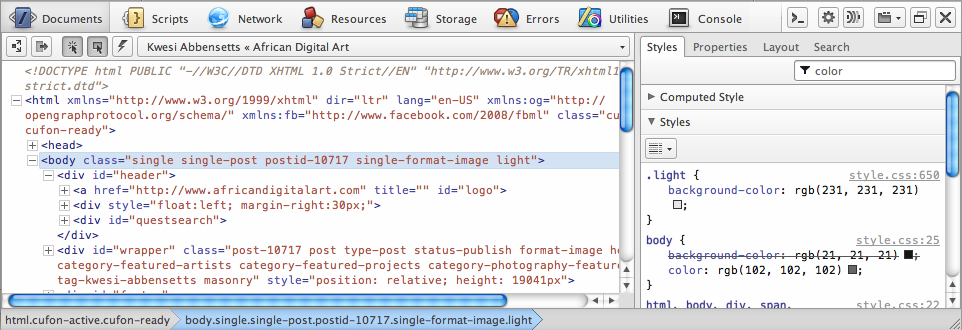 Documents Scripts Network Resources Storage Errors Utilities Console
Kwesi Abbensetts « African Digital Art
<!DOCTYPE html PUBLIC "-//W3C//DTD XHTML 1.0 Strict//EN" "http://www.w3.org/TR/xhtml1
strict.dtd">
<html xmlns="http://www.w3.org/1999/xhtml" dir="ltr" lang="en-US" xmlns:og="http://
opengraphprotocol.org/schema/" xmlns:fb="http://www.facebook.com/2008/fbml" class="cu
cufon-ready">
<head>
<body class="single single-post postid-10717 single-format-image light">
<div id="header">
<a href="http://www.africandigitalart.com" title="" id="logo">
<div style="float:left; margin-right:30px;">
<div id="questsearch">
</div>
<div id="wrapper" class="post-10717 post type-post status-publish format-image h
category-featured-artists category-featured-projects category-photography-feature
tag-kwesi-abbensetts masonry" style="position: relative; height: 19041px">
html.cufon-active.cufon-ready body.single.single-post.postid-10717.single-format-image.light
Styles Properties Layout Search
color
Computed Style
Styles
.light { style.css:650
background-color: rgb(231, 231, 231)
;
}
body { style.css:25
background-color: rgb(21, 21, 21) ;
color: rgb(102, 102, 102) ;
}
html, body, div, span, style.css:22